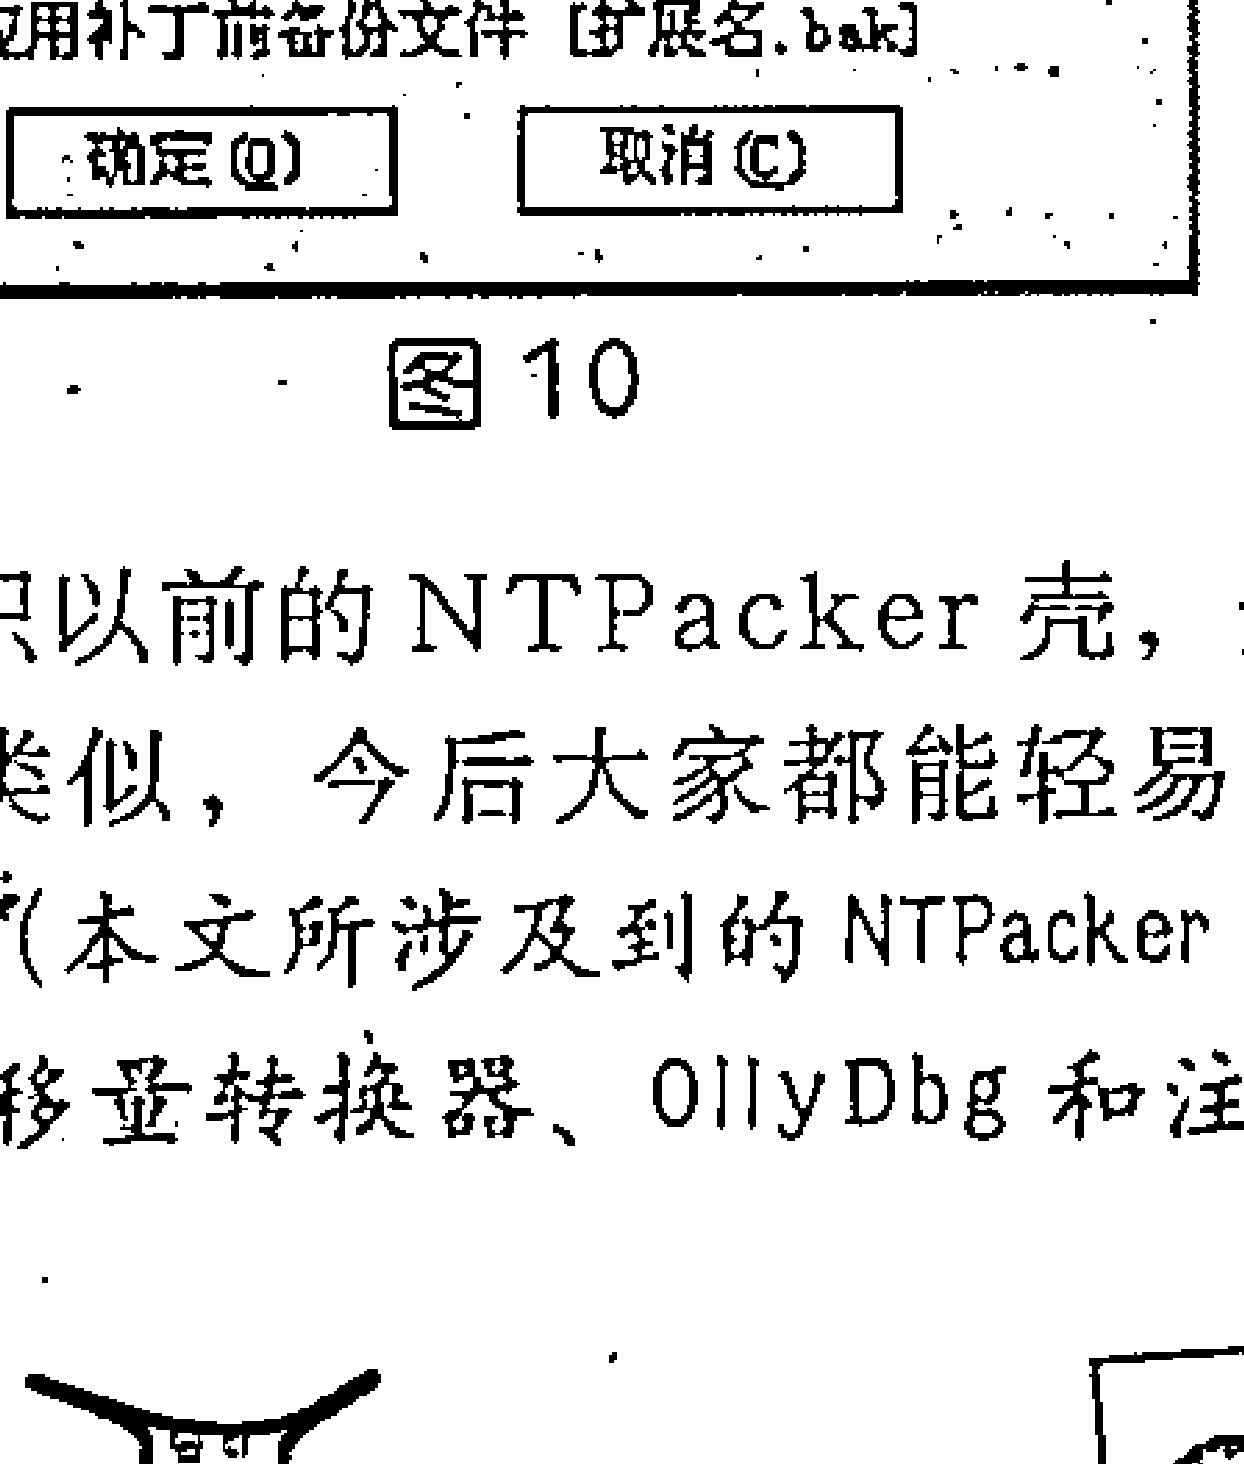 应用补丁前备份文件 [扩展名.bak]
确定(O) 取消(C)
图 10
以前的 NTPacker 壳，
类似，今后大家都能轻易
(本文所涉及到的 NTPacker
移量转换器、OllyDbg 和注